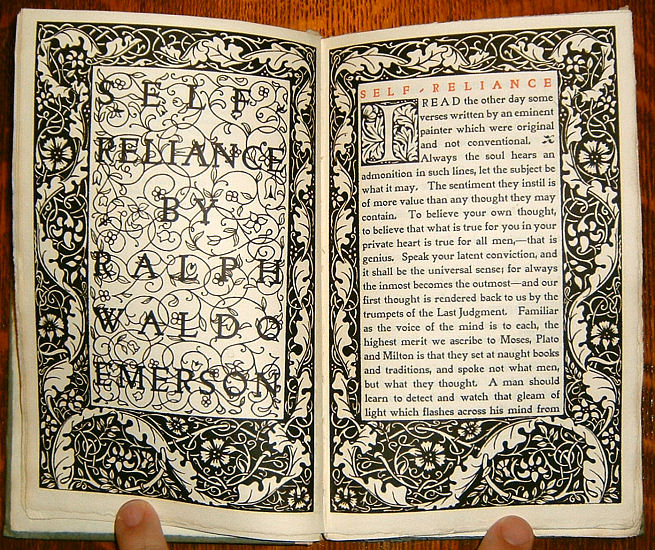 SELF
RELIANCE
BY
RALPH
WALDO
EMERSON
SELF-RELIANCE
I READ the other day some
verses written by an eminent
painter which were original
and not conventional.
Always the soul hears an
admonition in such lines, let the subject be
what it may. The sentiment they instil is
of more value than any thought they may
contain. To believe your own thought,
to believe that what is true for you in your
private heart is true for all men,—that is
genius. Speak your latent conviction, and
it shall be the universal sense; for always
the inmost becomes the outmost—and our
first thought is rendered back to us by the
trumpets of the Last Judgment. Familiar
as the voice of the mind is to each, the
highest merit we ascribe to Moses, Plato
and Milton is that they set at naught books
and traditions, and spoke not what men,
but what they thought. A man should
learn to detect and watch that gleam of
light which flashes across his mind from